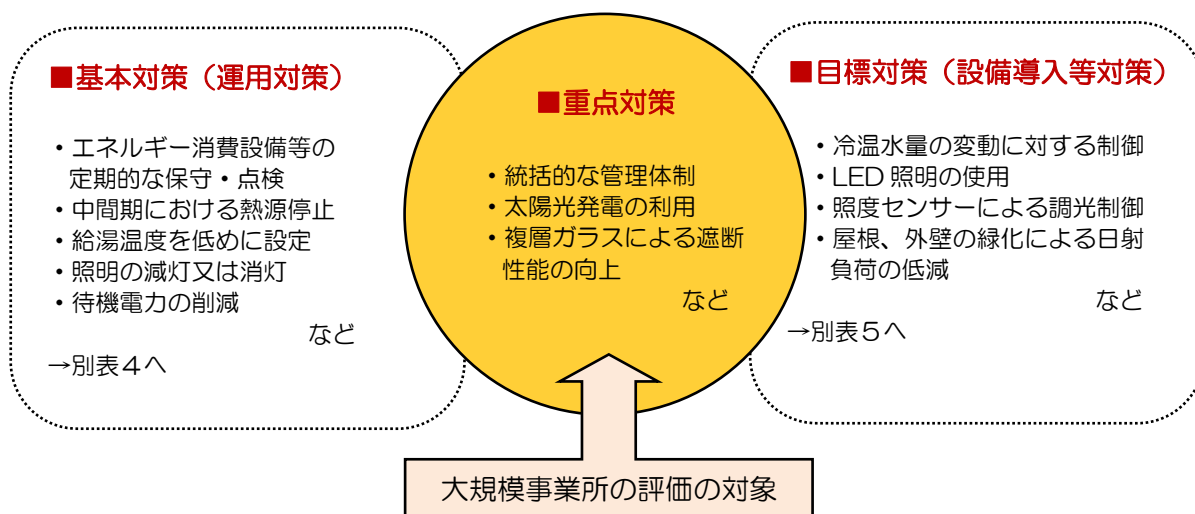 ■基本対策（運用対策）
・エネルギー消費設備等の
定期的な保守・点検
・中間期における熱源停止
・給湯温度を低めに設定
・照明の減灯又は消灯
・待機電力の削減
など
→別表４へ
■重点対策
・統括的な管理体制
・太陽光発電の利用
・複層ガラスによる遮断
性能の向上
など
■目標対策（設備導入等対策）
・冷温水量の変動に対する制御
・LED 照明の使用
・照度センサーによる調光制御
・屋根、外壁の緑化による日射
負荷の低減
など
→別表５へ
大規模事業所の評価の対象